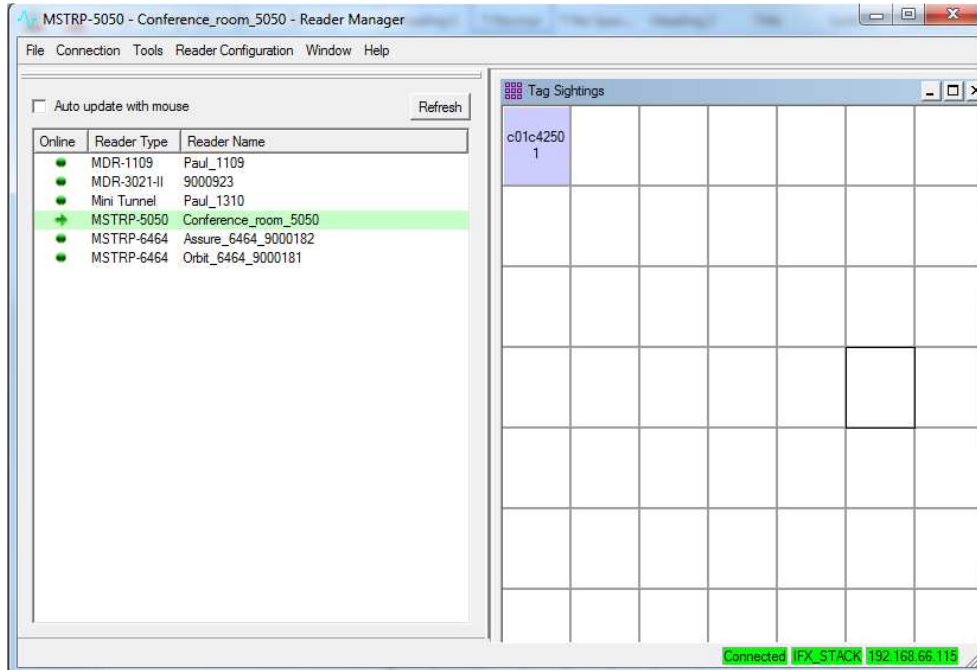 MSTRP-5050 - Conference_room_5050 - Reader Manager
File Connection Tools Reader Configuration Window Help
Auto update with mouse
Refresh
Online Reader Type Reader Name
MDR-1109 Paul_1109
MDR-3021-II 9000923
Mini Tunnel Paul_1310
MSTRP-5050 Conference_room_5050
MSTRP-6464 Assure_6464_9000182
MSTRP-6464 Orbit_6464_9000181
Tag Sightings
c01c4250
1
Connected IFX_STACK 192.168.66.115